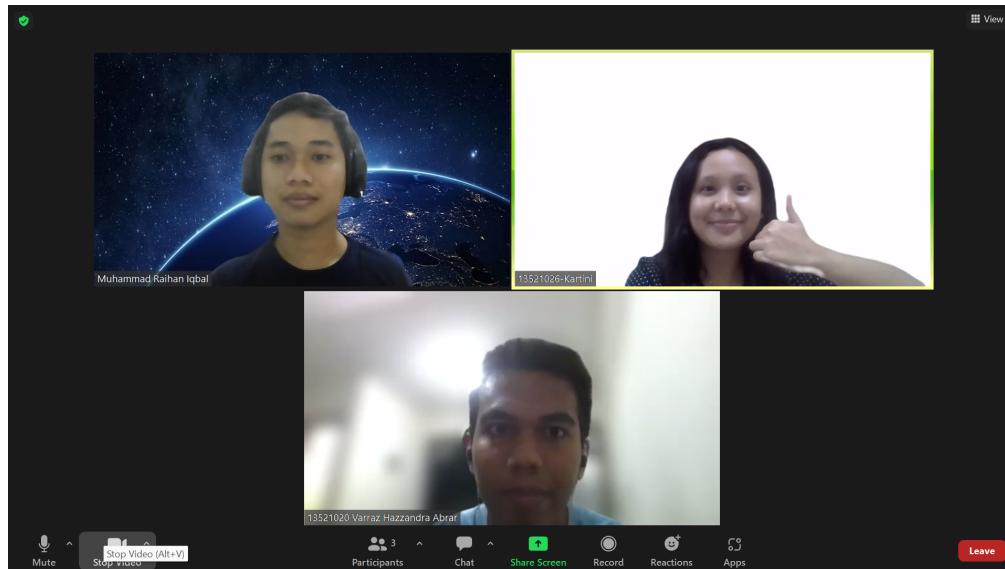 View
Muhammad Raihan Iqbal
13521026-Kartini
13521020 Varraz Hazzandra Abrar
Mute
Stop Video
Stop Video (Alt+V)
Participants
3
Chat
Share Screen
Record
Reactions
Apps
Leave